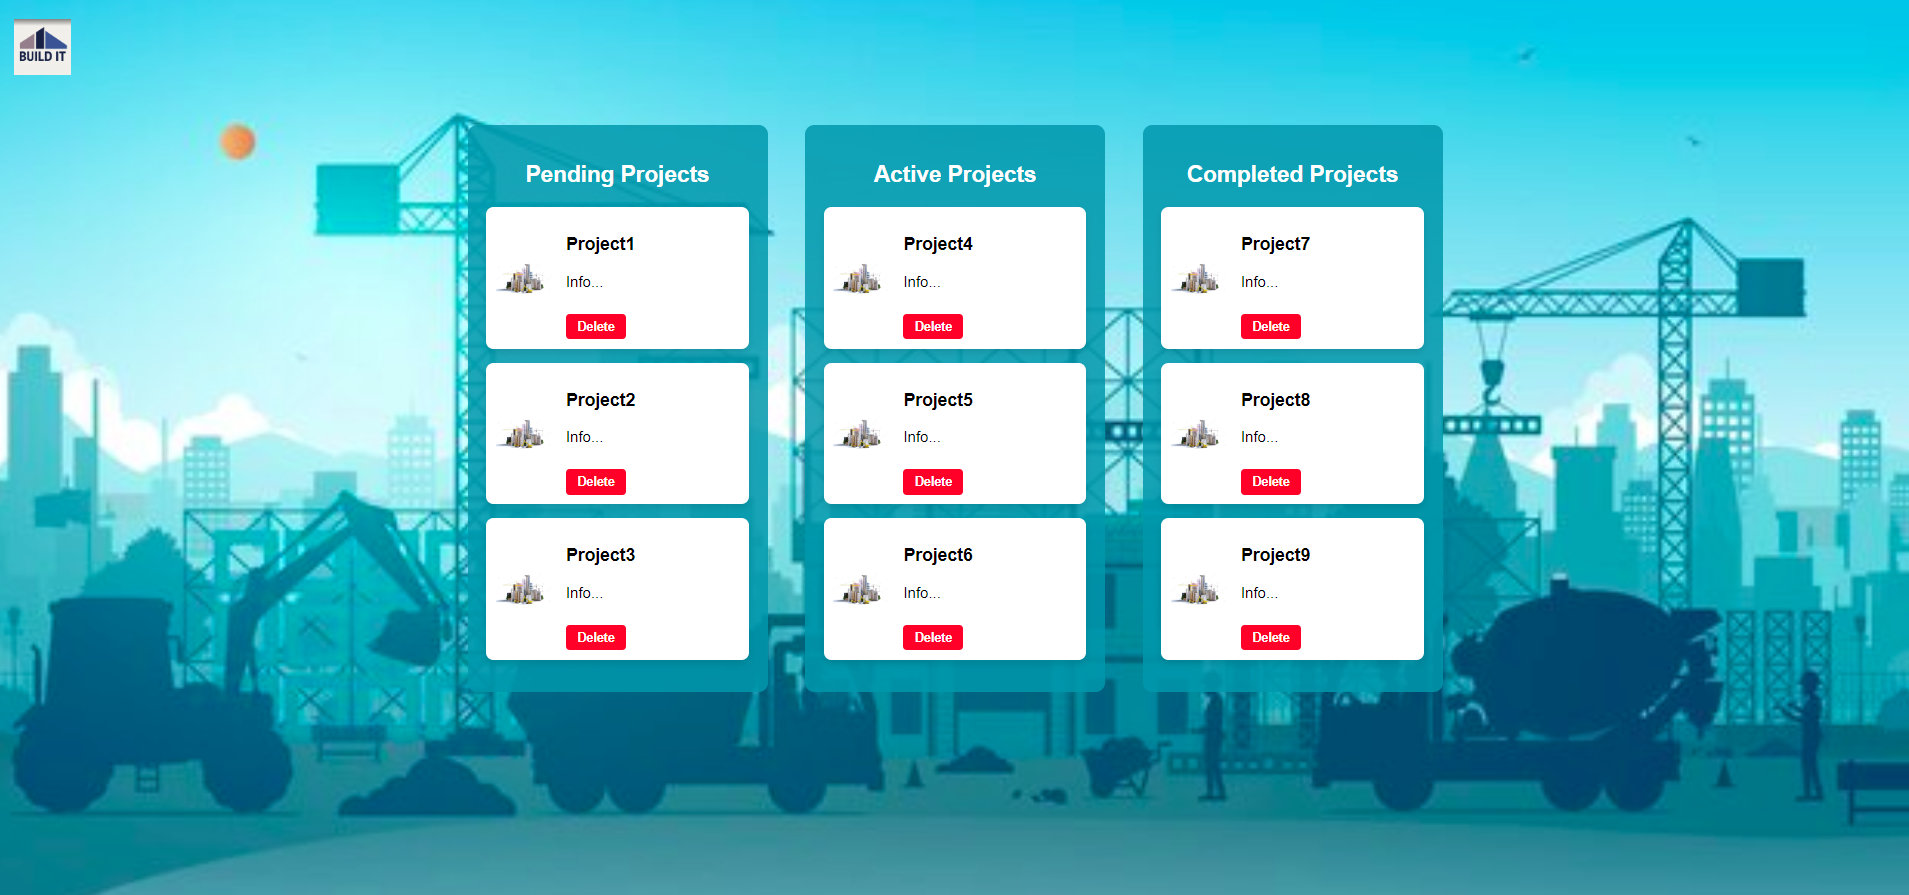 BUILD IT
Pending Projects
Project1
Info...
Delete
Project2
Info...
Delete
Project3
Info...
Delete
Active Projects
Project4
Info...
Delete
Project5
Info...
Delete
Project6
Info...
Delete
Completed Projects
Project7
Info...
Delete
Project8
Info...
Delete
Project9
Info...
Delete